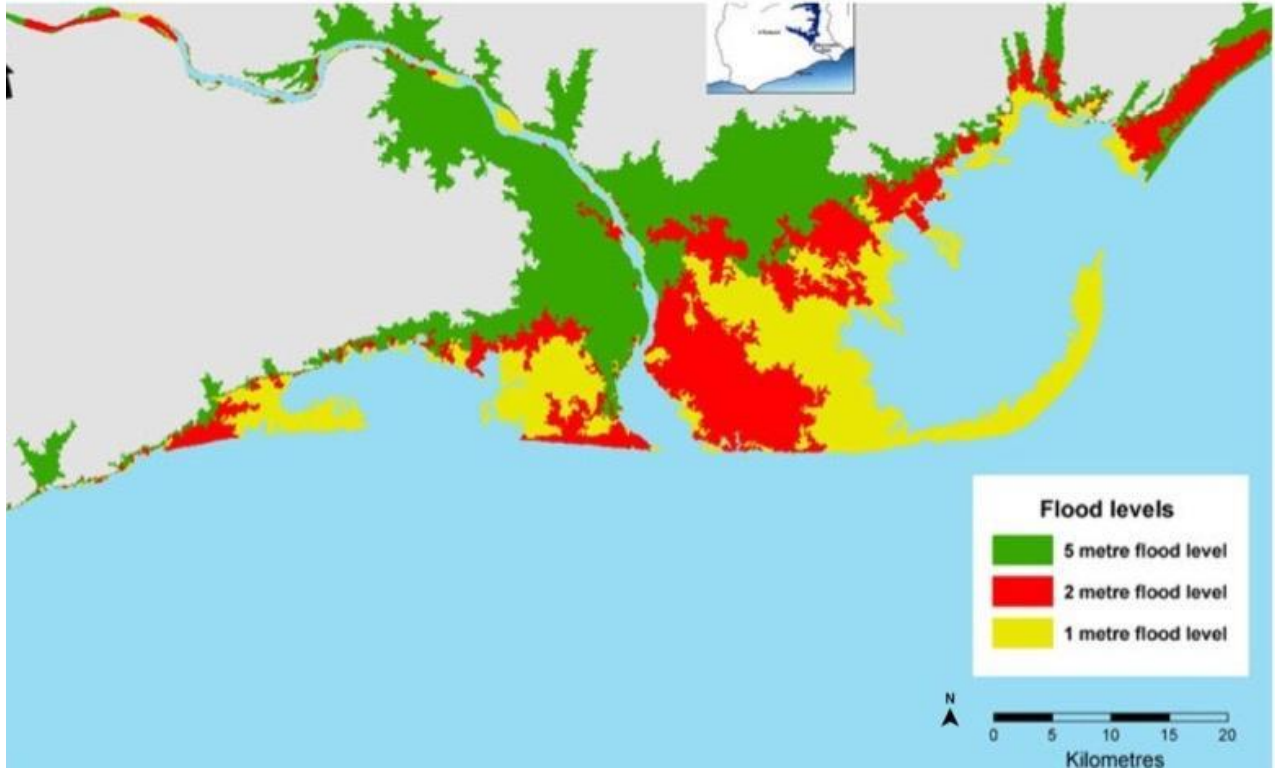 Flood levels
5 metre flood level
2 metre flood level
1 metre flood level
N
0 5 10 15 20
Kilometres